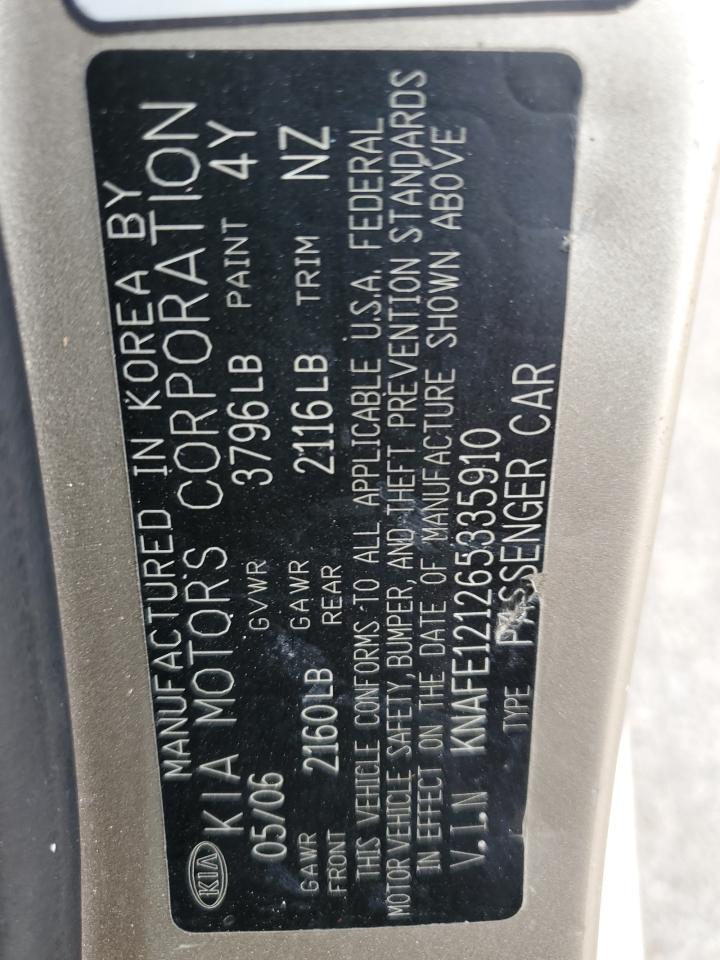 MANUFACTURED IN KOREA BY
KIA KIA MOTORS CORPORATION
05/06 GVWR 3796LB PAINT 4Y
GAWR FRONT 2160LB GAWR REAR 2116LB TRIM NZ
THIS VEHICLE CONFORMS TO ALL APPLICABLE U.S.A. FEDERAL
MOTOR VEHICLE SAFETY, BUMPER, AND THEFT PREVENTION STANDARDS
IN EFFECT ON THE DATE OF MANUFACTURE SHOWN ABOVE
V.I.N KNAFE121265335910
TYPE PASSENGER CAR